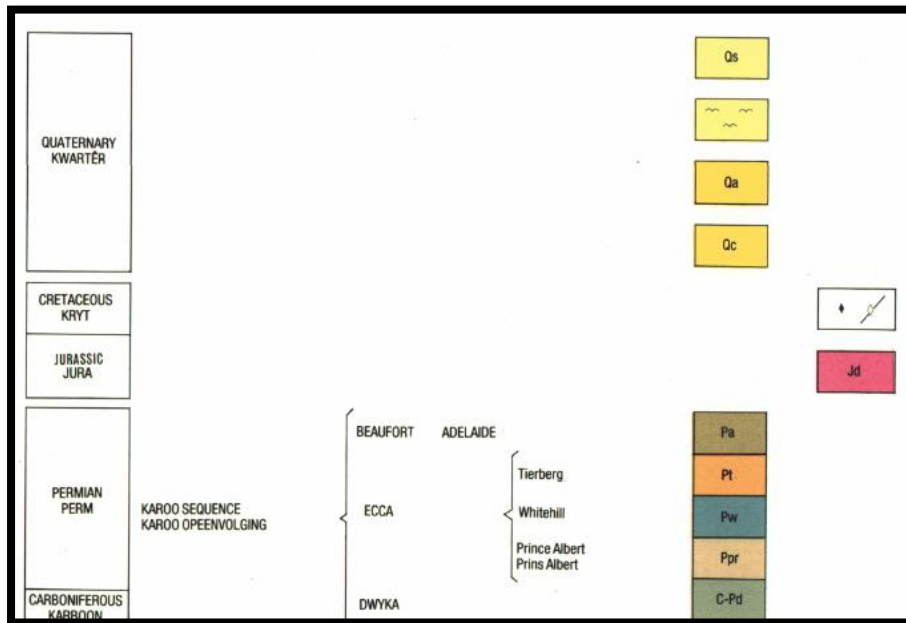 Qs
QUATERNARY
KWARTÊR
Qa
Qc
CRETACEOUS
KRYT
JURASSIC
JURA
Jd
BEAUFORT ADELAIDE
Pa
Tierberg
Pt
PERMIAN
PERM
KAROO SEQUENCE
KAROO OPEENVOLGING
ECCA
Whitehill
Pw
Prince Albert
Prins Albert
Ppr
CARBONIFEROUS
KARBOON
DWYKA
C-Pd